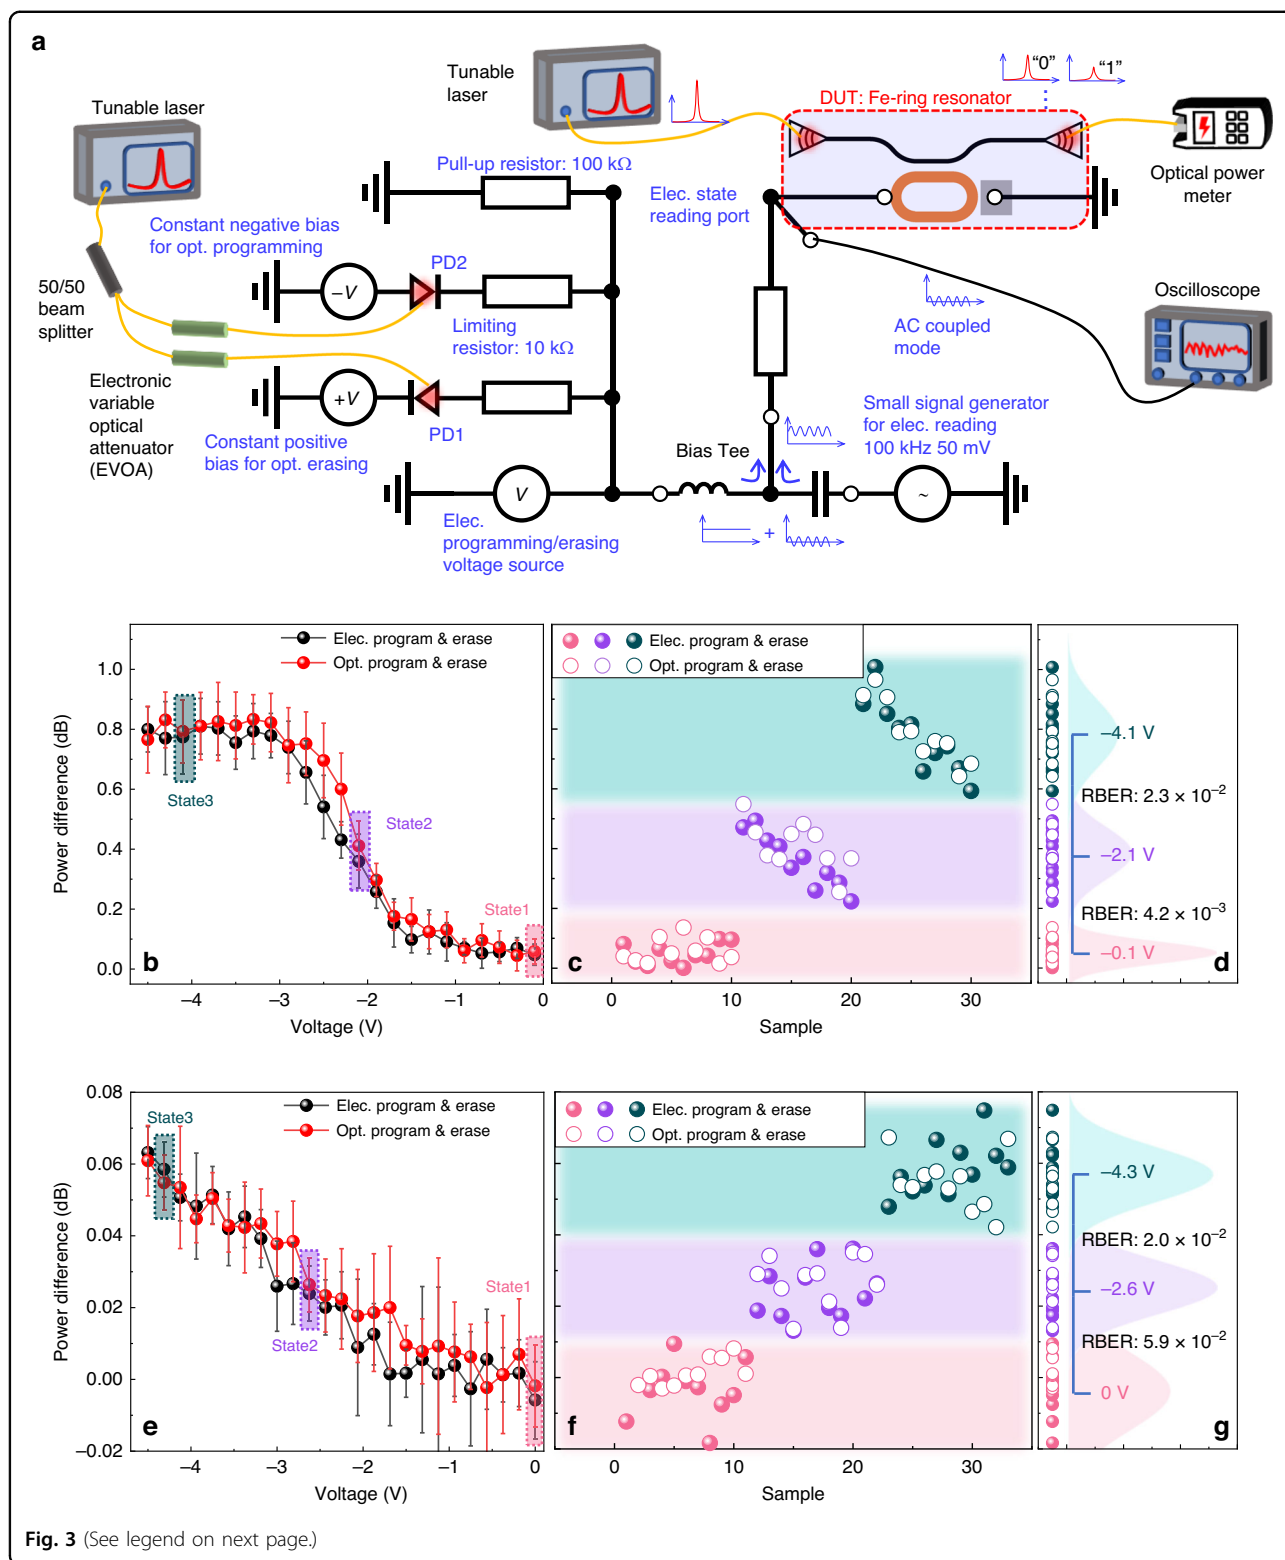 a
Tunable laser
Tunable
laser
"0"
"1"
DUT: Fe-ring resonator
Optical power
meter
Pull-up resistor: 100 kΩ
Elec. state
reading port
Constant negative bias
for opt. programming
PD2
−V
50/50
beam
splitter
Limiting
resistor: 10 kΩ
AC coupled
mode
Oscilloscope
Electronic
variable
optical
attenuator
(EVOA)
+V
PD1
Constant positive
bias for opt. erasing
Small signal generator
for elec. reading
100 kHz 50 mV
Bias Tee
V
~
+
Elec.
programming/erasing
voltage source
Elec. program & erase
Opt. program & erase
1.0
0.8
0.6
0.4
0.2
0.0
Power difference (dB)
State3
State2
State1
b
−4
−3
−2
−1
0
Voltage (V)
Elec. program & erase
Opt. program & erase
c
0
10
20
30
Sample
−4.1 V
RBER: 2.3 × 10⁻²
−2.1 V
RBER: 4.2 × 10⁻³
−0.1 V
d
0.08
0.06
0.04
0.02
0.00
−0.02
Power difference (dB)
Elec. program & erase
Opt. program & erase
State3
State2
State1
e
−4
−3
−2
−1
0
Voltage (V)
Elec. program & erase
Opt. program & erase
f
0
10
20
30
Sample
−4.3 V
RBER: 2.0 × 10⁻²
−2.6 V
RBER: 5.9 × 10⁻²
0 V
g
Fig. 3 (See legend on next page.)